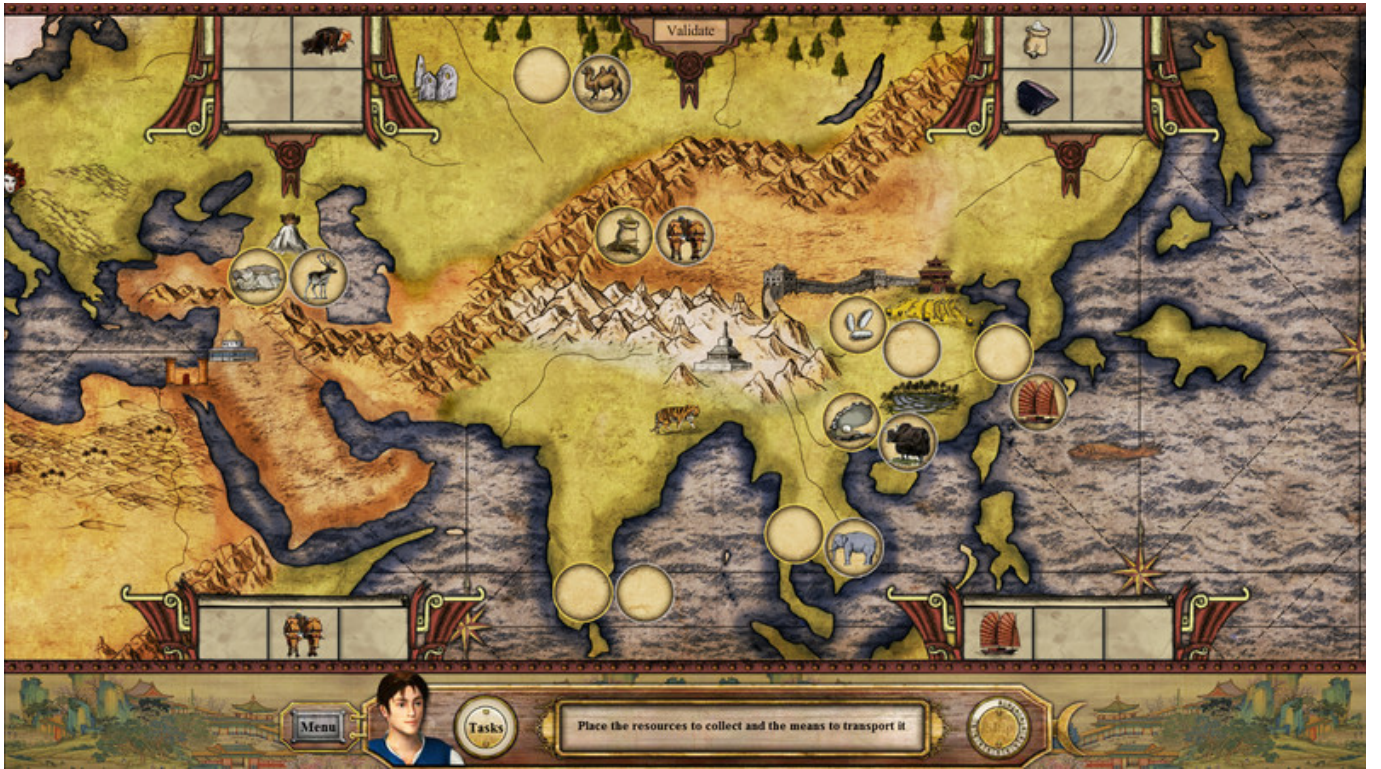 Validate
Menu
Tasks
Place the resources to collect and the means to transport it